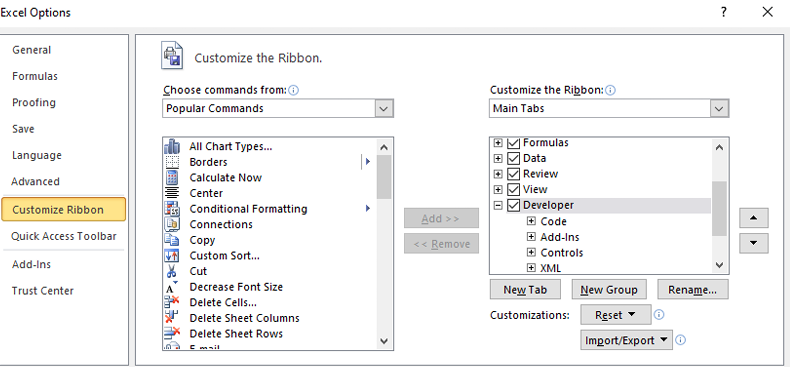 Excel Options
?
General
Formulas
Proofing
Save
Language
Advanced
Customize Ribbon
Quick Access Toolbar
Add-Ins
Trust Center
Customize the Ribbon.
Choose commands from:
Popular Commands
All Chart Types...
Borders
Calculate Now
Center
Conditional Formatting
Connections
Copy
Custom Sort...
Cut
Decrease Font Size
Delete Cells...
Delete Sheet Columns
Delete Sheet Rows
E-mail
Add >>
<< Remove
Customize the Ribbon:
Main Tabs
Formulas
Data
Review
View
Developer
Code
Add-Ins
Controls
XML
New Tab
New Group
Rename...
Customizations:
Reset
Import/Export